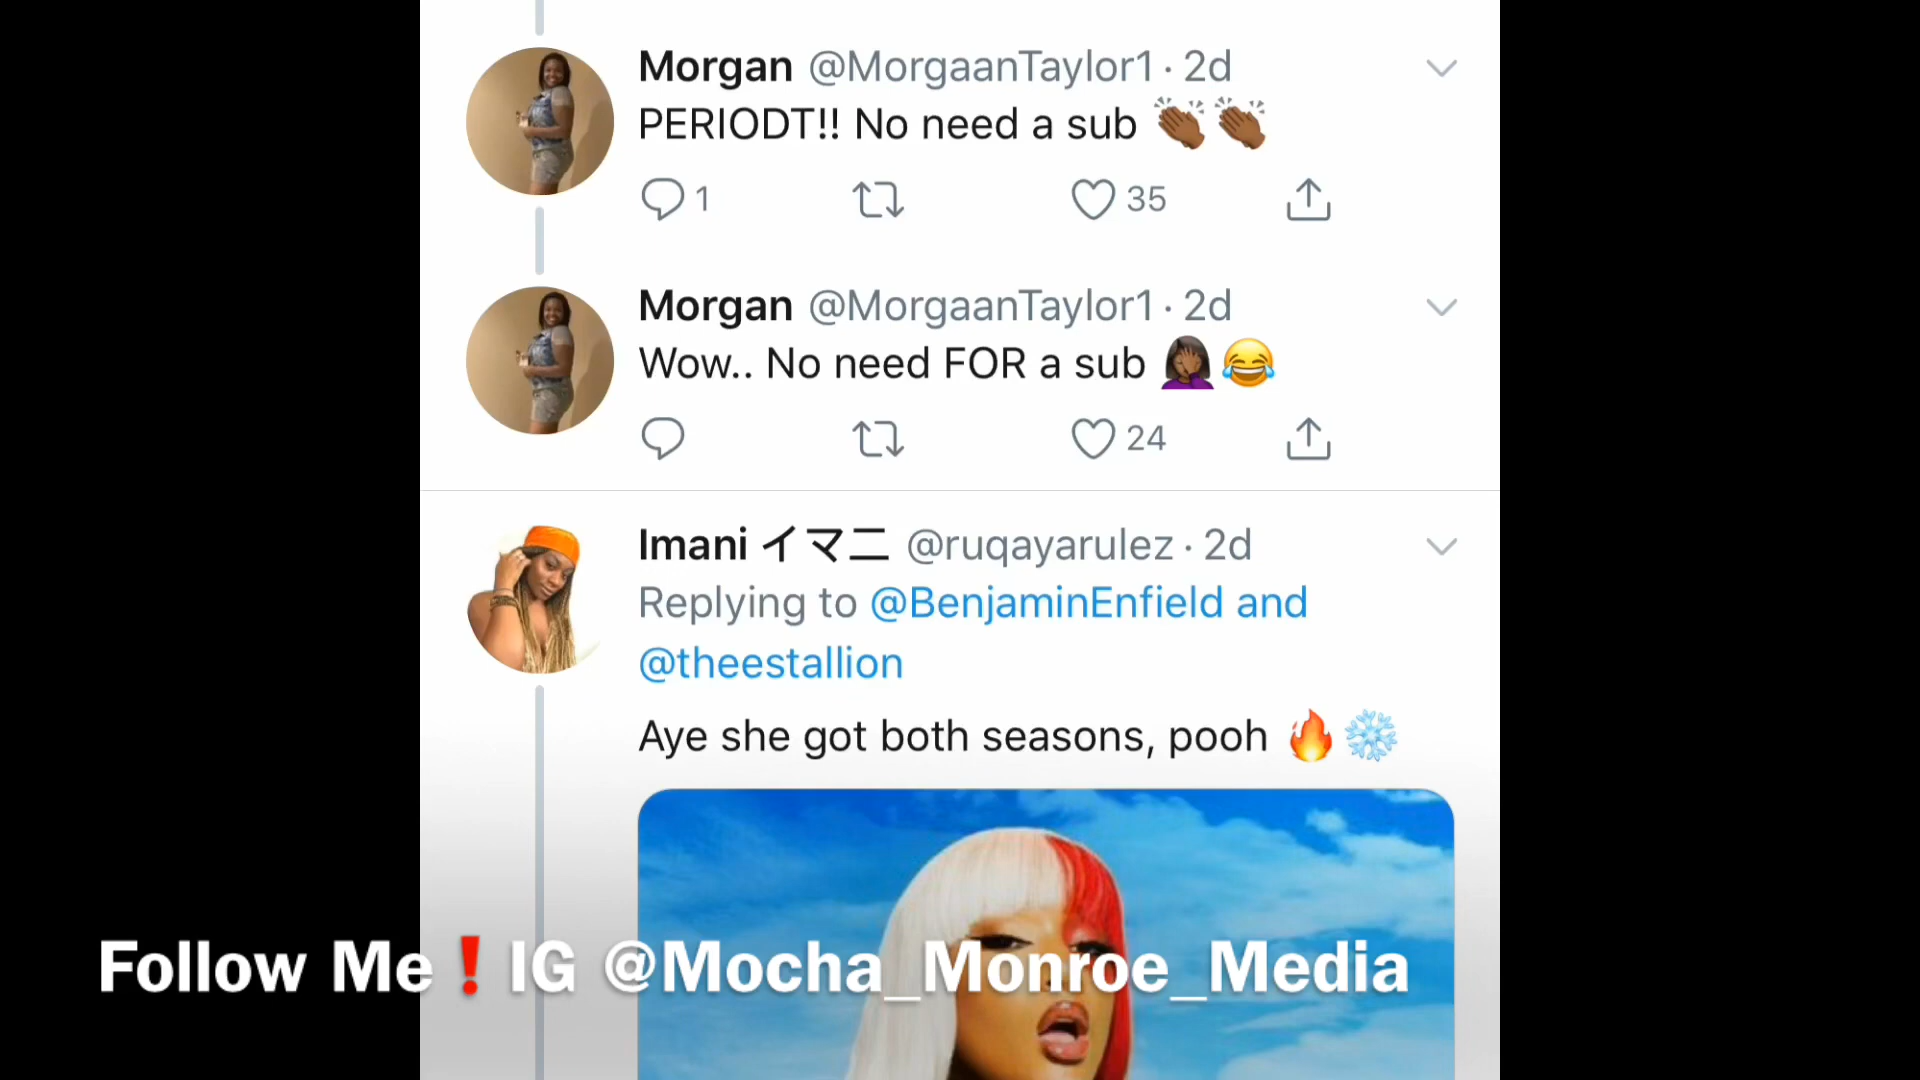 Morgan @MorgaanTaylor1 · 2d
PERIODT!! No need a sub 👏🏾👏🏾
1
35
Morgan @MorgaanTaylor1 · 2d
Wow.. No need FOR a sub 🤦🏾‍♀️😂
24
Imani イマニ @ruqayarulez · 2d
Replying to @BenjaminEnfield and
@theestallion
Aye she got both seasons, pooh 🔥❄️
Follow Me❗IG @Mocha_Monroe_Media